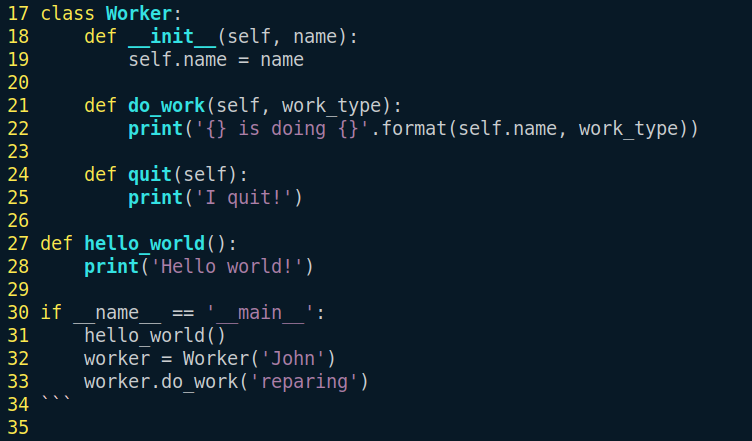 17 class Worker:
18     def __init__(self, name):
19         self.name = name
20
21     def do_work(self, work_type):
22         print('{} is doing {}'.format(self.name, work_type))
23
24     def quit(self):
25         print('I quit!')
26
27 def hello_world():
28     print('Hello world!')
29
30 if __name__ == '__main__':
31     hello_world()
32     worker = Worker('John')
33     worker.do_work('reparing')
34 ```
35